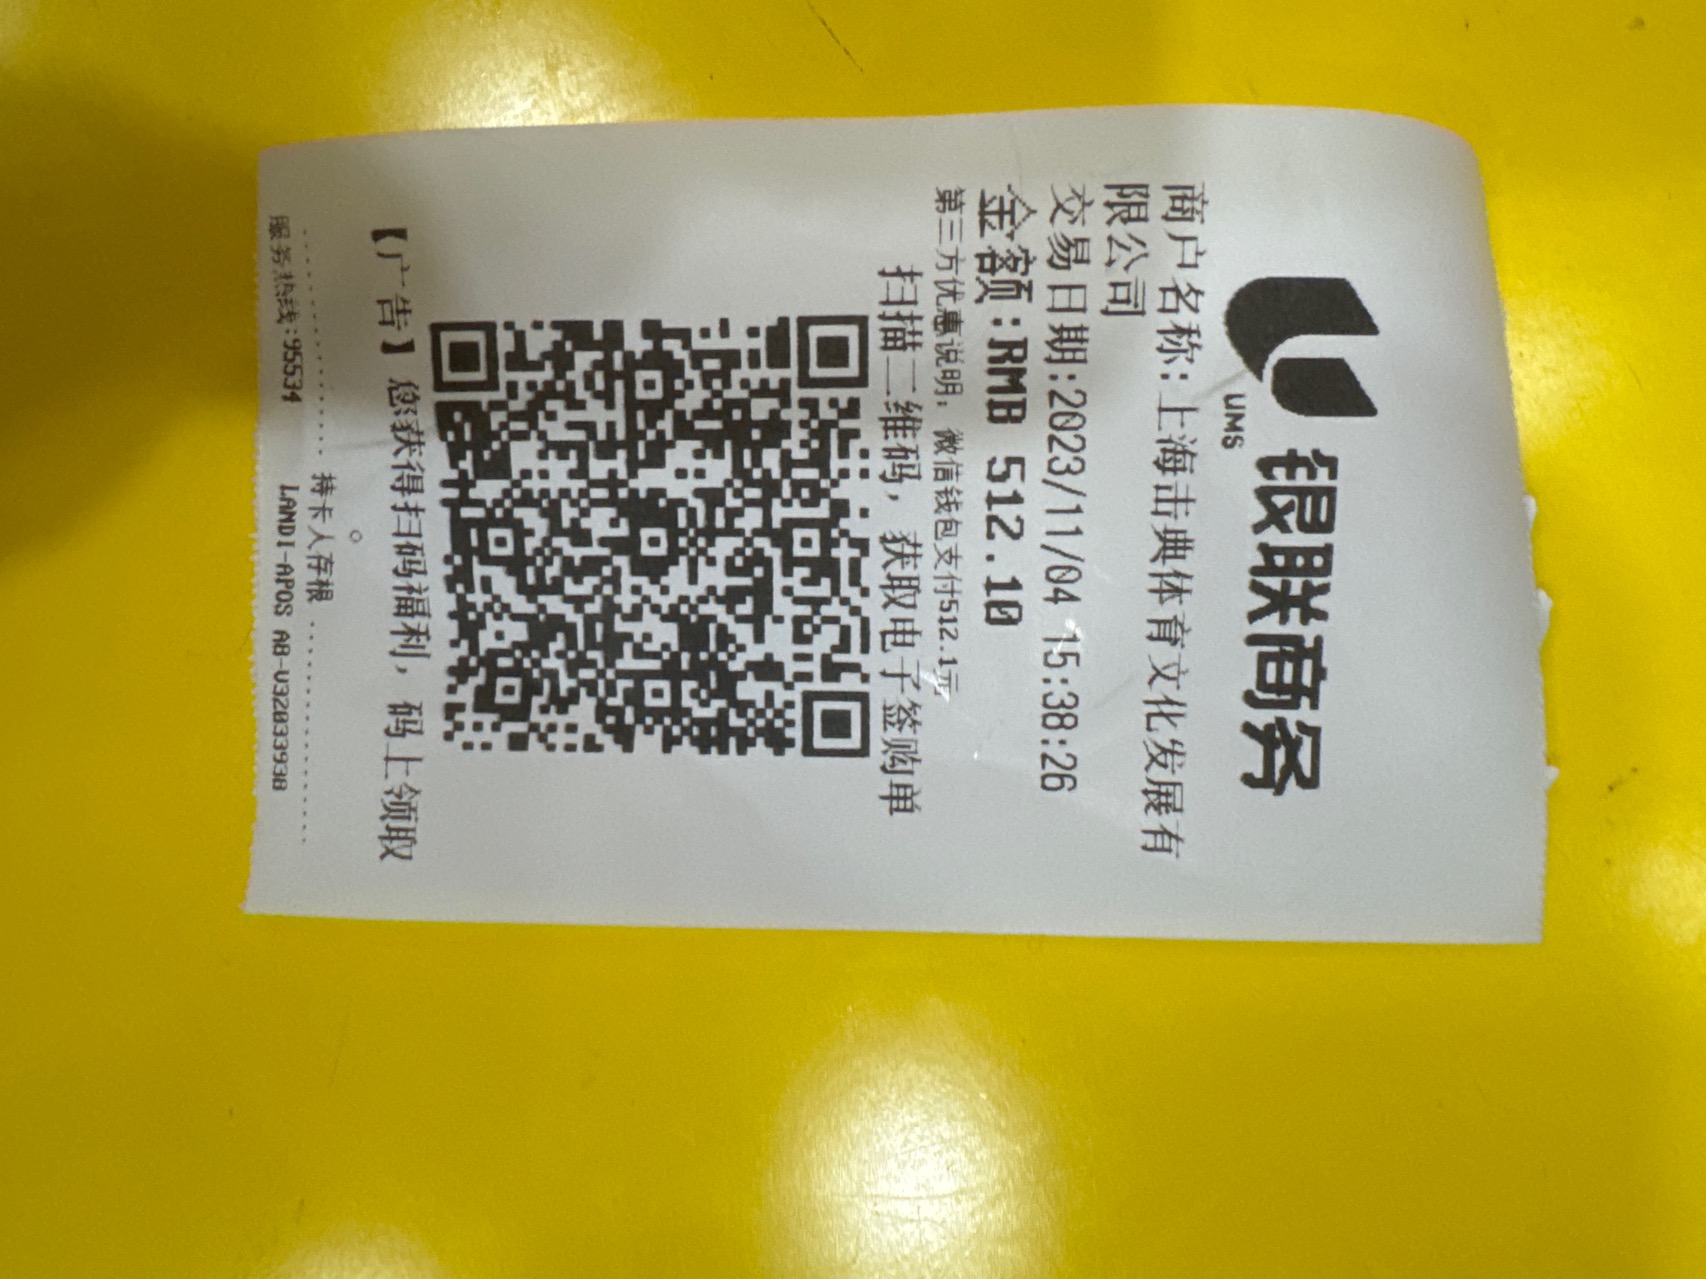 银联商务
UMS
商户名称:上海击典体育文化发展有
限公司
交易日期:2023/11/04 15:38:26
金额:RMB 512.10
第三方优惠说明: 微信钱包支付512.1元
扫描二维码, 获取电子签购单
【广告】您获得扫码福利, 码上领取
。
持卡人存根
服务热线:95534 LANDI-APOS A8-V32033938